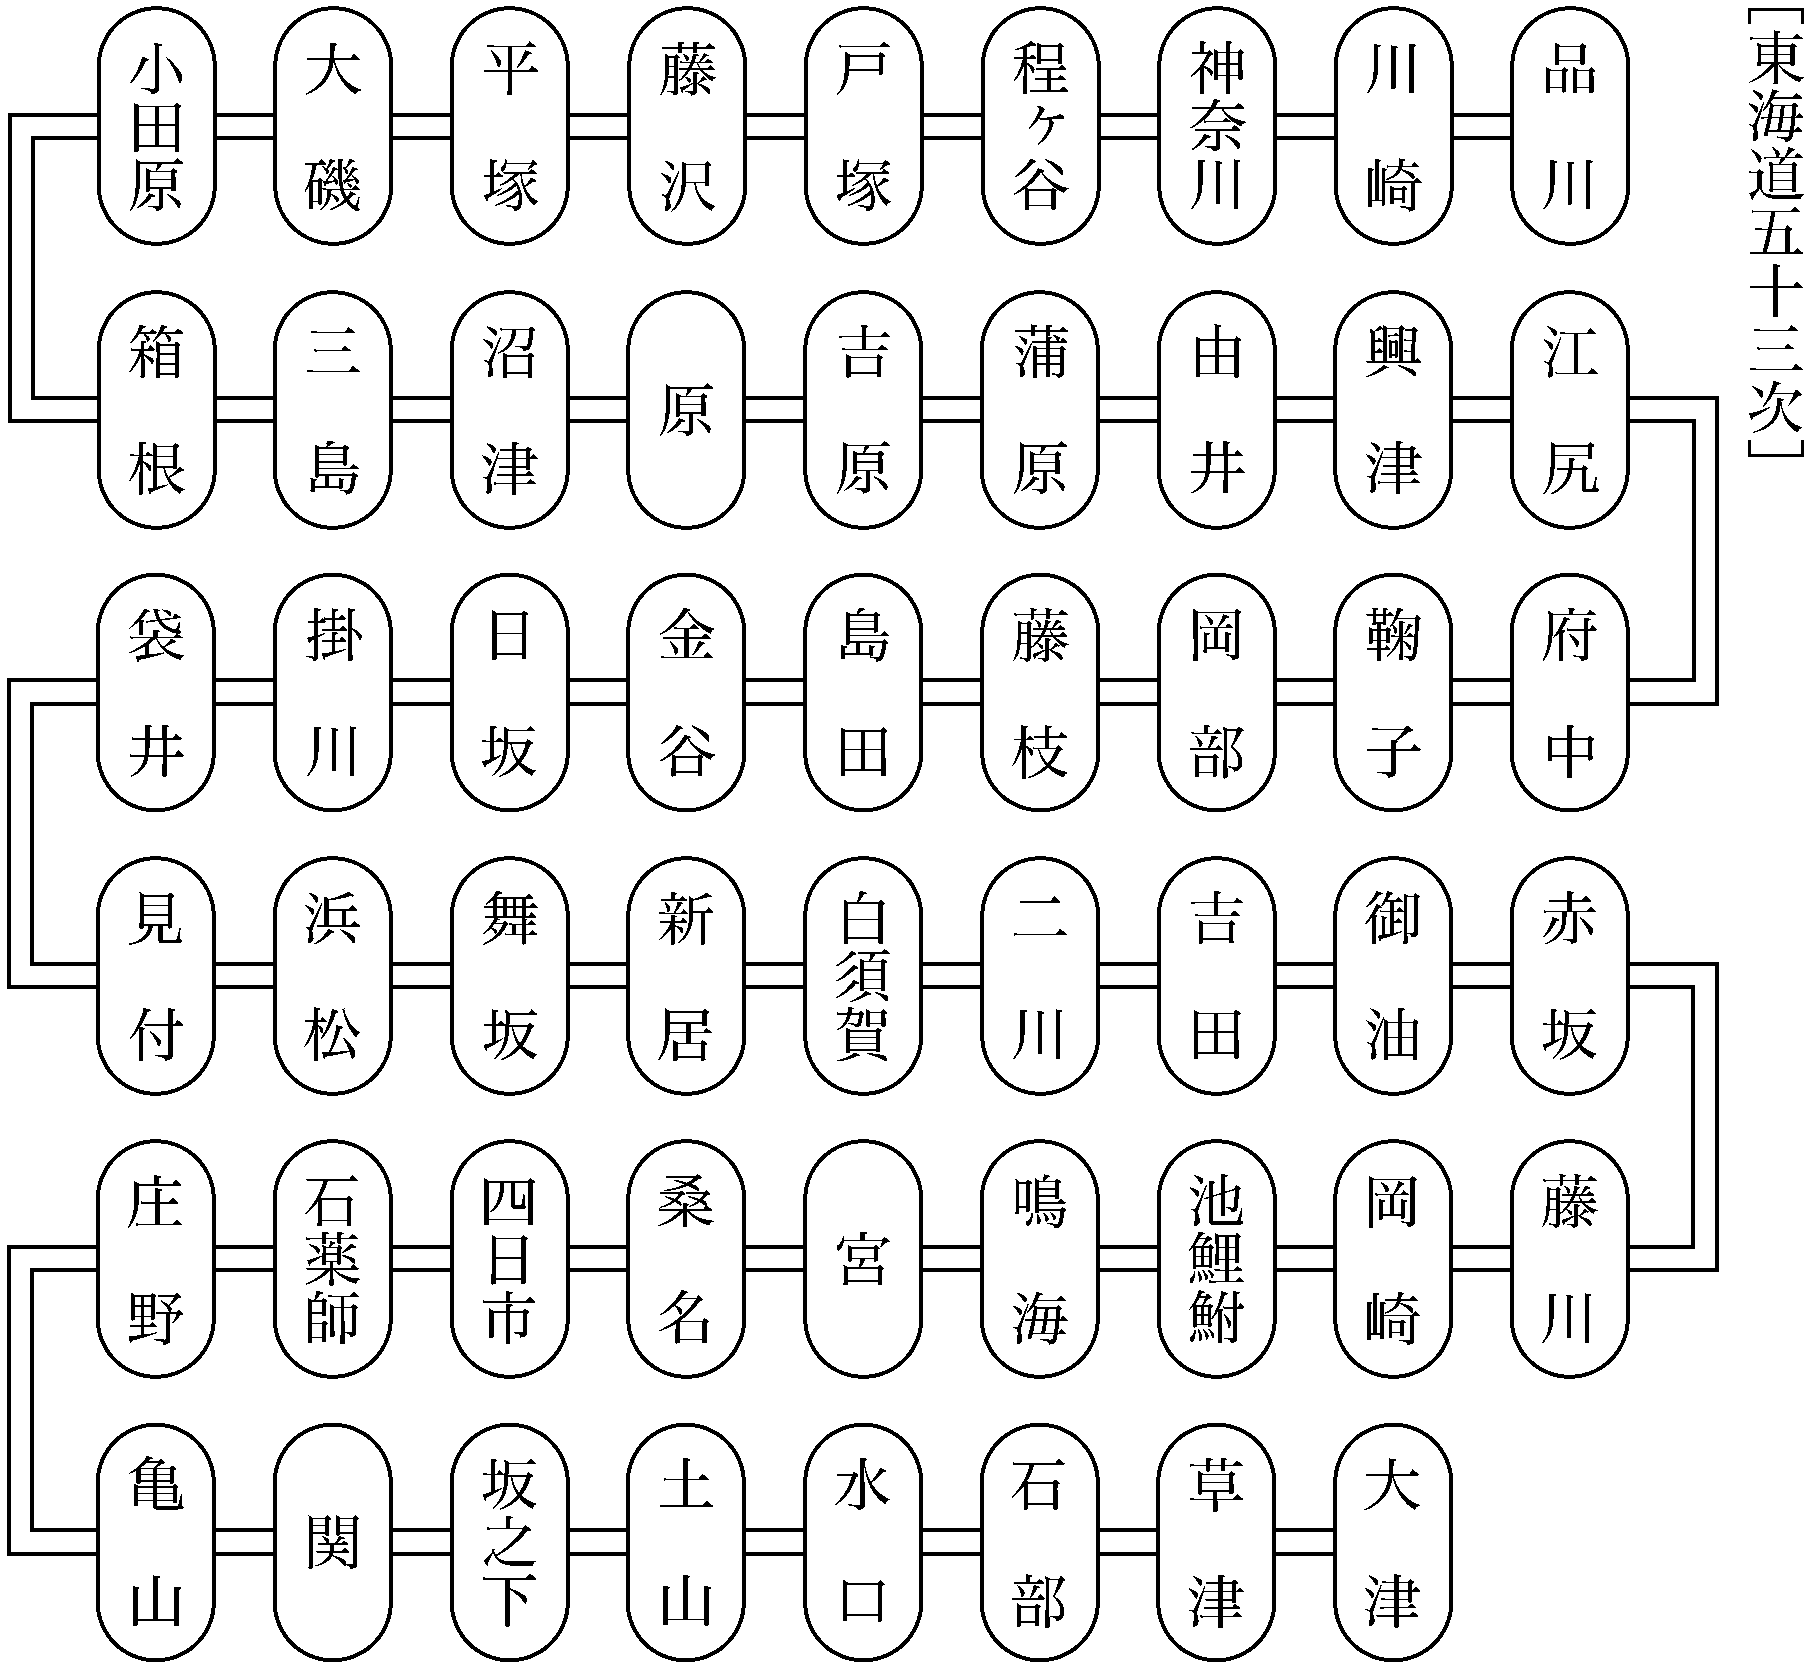 ［東海道五十三次］
品川
川崎
神奈川
程ヶ谷
戸塚
藤沢
平塚
大磯
小田原
箱根
三島
沼津
原
吉原
蒲原
由井
興津
江尻
府中
鞠子
岡部
藤枝
島田
金谷
日坂
掛川
袋井
見付
浜松
舞坂
新居
白須賀
二川
吉田
御油
赤坂
藤川
岡崎
池鯉鮒
鳴海
宮
桑名
四日市
石薬師
庄野
亀山
関
坂之下
土山
水口
石部
草津
大津